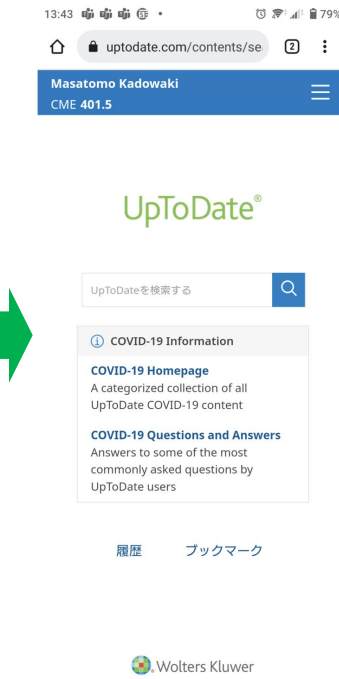 13:43 79%
uptodate.com/contents/se 2
Masatomo Kadowaki
CME 401.5
UpToDate®
UpToDateを検索する
COVID-19 Information
COVID-19 Homepage
A categorized collection of all
UpToDate COVID-19 content
COVID-19 Questions and Answers
Answers to some of the most
commonly asked questions by
UpToDate users
履歴 ブックマーク
Wolters Kluwer